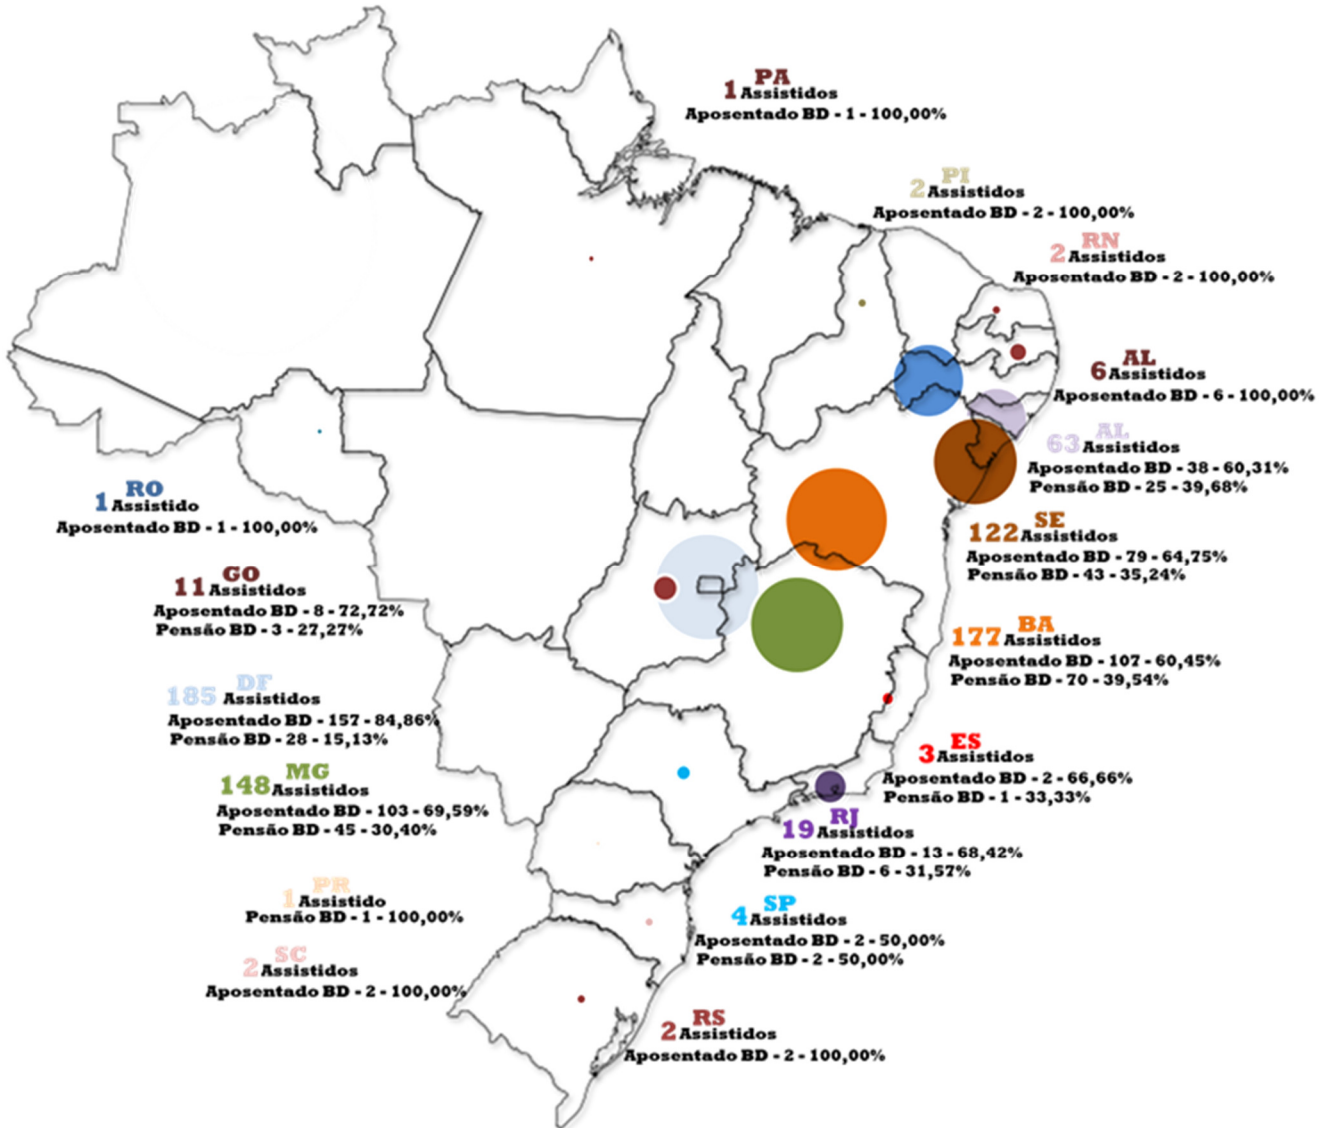 PA
1 Assistidos
Aposentado BD - 1 - 100,00%
PI
2 Assistidos
Aposentado BD - 2 - 100,00%
RN
2 Assistidos
Aposentado BD - 2 - 100,00%
AL
6 Assistidos
Aposentado BD - 6 - 100,00%
AL
63 Assistidos
Aposentado BD - 38 - 60,31%
Pensão BD - 25 - 39,68%
SE
122 Assistidos
Aposentado BD - 79 - 64,75%
Pensão BD - 43 - 35,24%
BA
177 Assistidos
Aposentado BD - 107 - 60,45%
Pensão BD - 70 - 39,54%
ES
3 Assistidos
Aposentado BD - 2 - 66,66%
Pensão BD - 1 - 33,33%
RJ
19 Assistidos
Aposentado BD - 13 - 68,42%
Pensão BD - 6 - 31,57%
SP
4 Assistidos
Aposentado BD - 2 - 50,00%
Pensão BD - 2 - 50,00%
RS
2 Assistidos
Aposentado BD - 2 - 100,00%
RO
1 Assistido
Aposentado BD - 1 - 100,00%
GO
11 Assistidos
Aposentado BD - 8 - 72,72%
Pensão BD - 3 - 27,27%
DF
185 Assistidos
Aposentado BD - 157 - 84,86%
Pensão BD - 28 - 15,13%
MG
148 Assistidos
Aposentado BD - 103 - 69,59%
Pensão BD - 45 - 30,40%
PR
1 Assistido
Pensão BD - 1 - 100,00%
SC
2 Assistidos
Aposentado BD - 2 - 100,00%